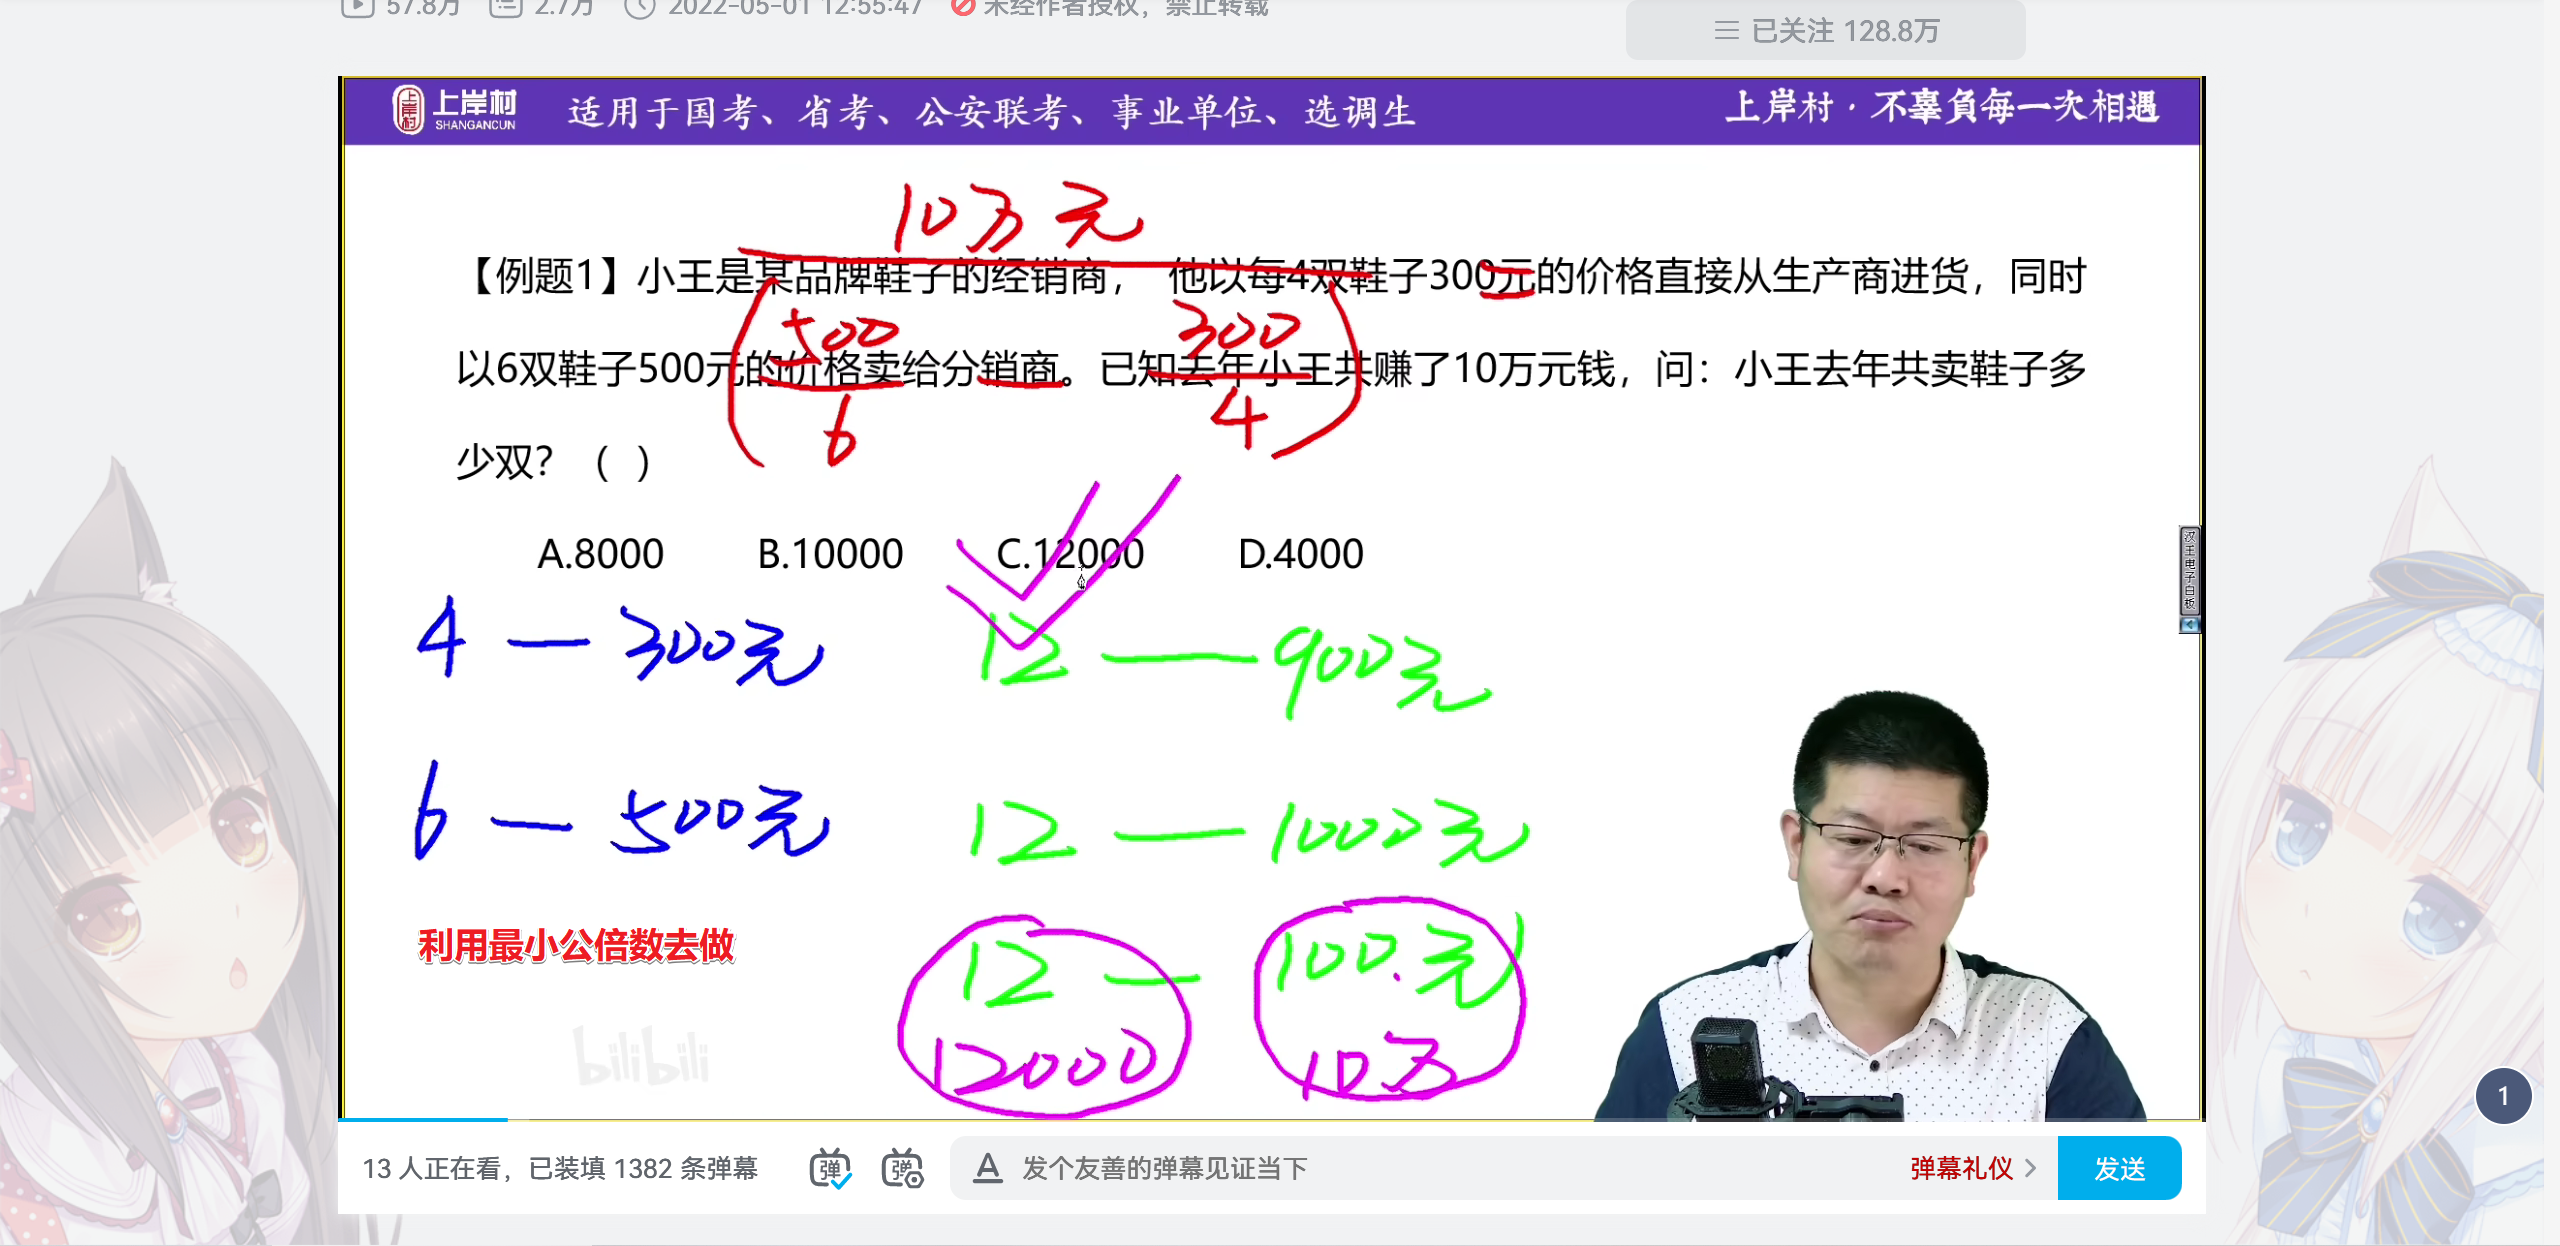 57.8万 2.7万 2022-05-01 12:55:47 未经作者授权，禁止转载
已关注 128.8万
上岸村 SHANGANCUN 适用于国考、省考、公安联考、事业单位、选调生 上岸村·不辜負每一次相遇
10万元
【例题1】小王是某品牌鞋子的经销商， 他以每4双鞋子300元的价格直接从生产商进货，同时
500 300
以6双鞋子500元的价格卖给分销商。已知去年小王共赚了10万元钱，问：小王去年共卖鞋子多
6 4
少双？（ ）
A.8000 B.10000 C.12000 D.4000
汉王电子白板
4 — 300元 12 — 900元
6 — 500元 12 — 1000元
利用最小公倍数去做 12 — 100.元
12000 10万
bilibili
1
13 人正在看，已装填 1382 条弹幕 弹 弹 A 发个友善的弹幕见证当下 弹幕礼仪 > 发送